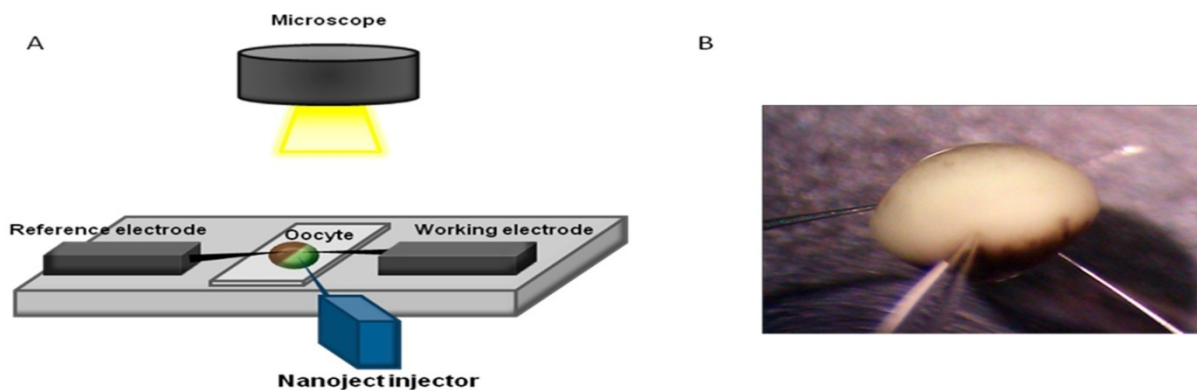 Microscope
A
B
Reference electrode
Oocyte
Working electrode
Nanoject injector